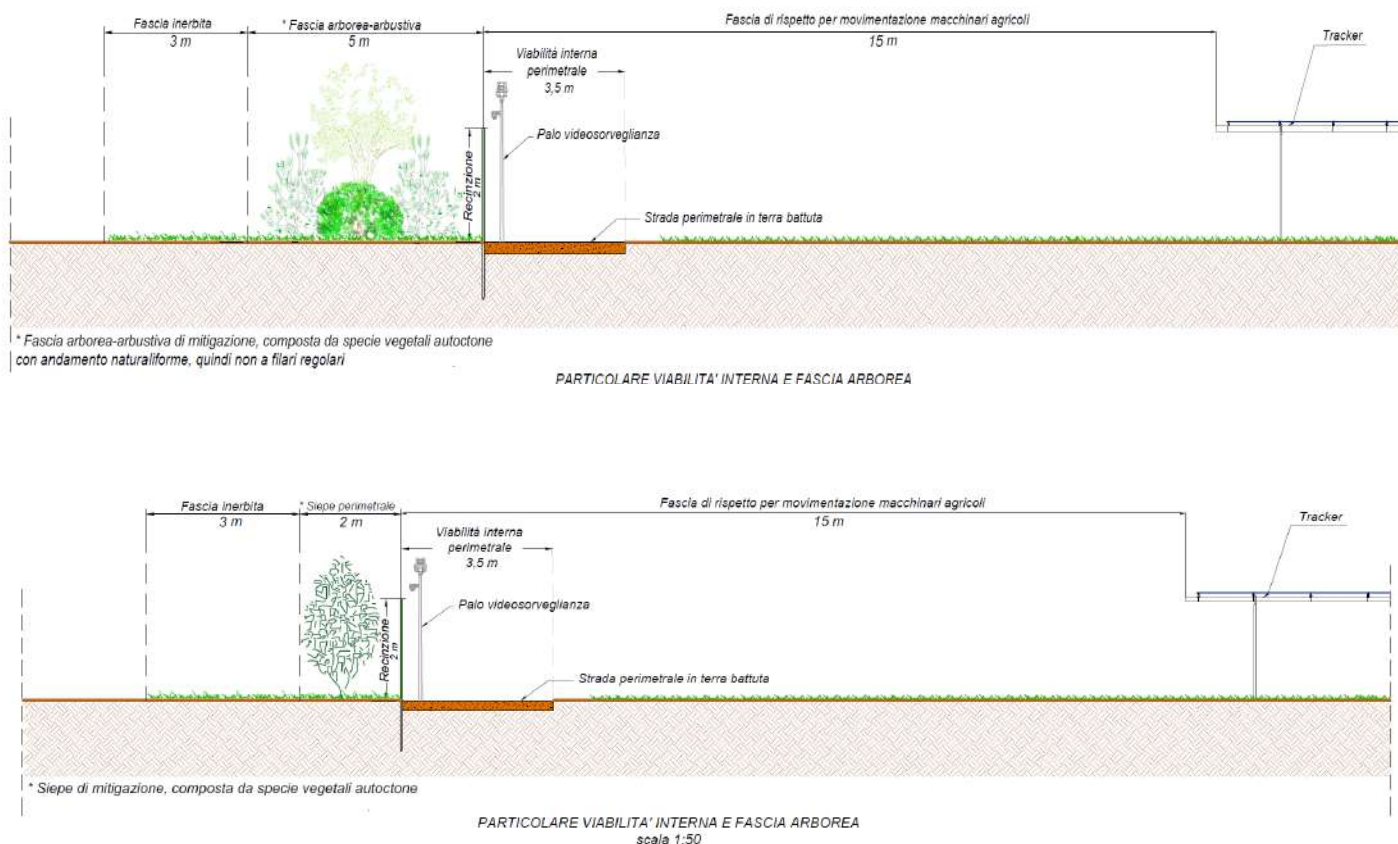 Fascia inerbita
3 m
* Fascia arborea-arbustiva
5 m
Fascia di rispetto per movimentazione macchinari agricoli
15 m
Viabilità interna
perimetrale
3,5 m
Tracker
Palo videosorveglianza
Recinzione
2 m
Strada perimetrale in terra battuta
* Fascia arborea-arbustiva di mitigazione, composta da specie vegetali autoctone
con andamento naturaliforme, quindi non a filari regolari
PARTICOLARE VIABILITA' INTERNA E FASCIA ARBOREA
Fascia inerbita
3 m
* Siepe perimetrale
2 m
Fascia di rispetto per movimentazione macchinari agricoli
15 m
Viabilità interna
perimetrale
3,5 m
Tracker
Palo videosorveglianza
Recinzione
2 m
Strada perimetrale in terra battuta
* Siepe di mitigazione, composta da specie vegetali autoctone
PARTICOLARE VIABILITA' INTERNA E FASCIA ARBOREA
scala 1:50